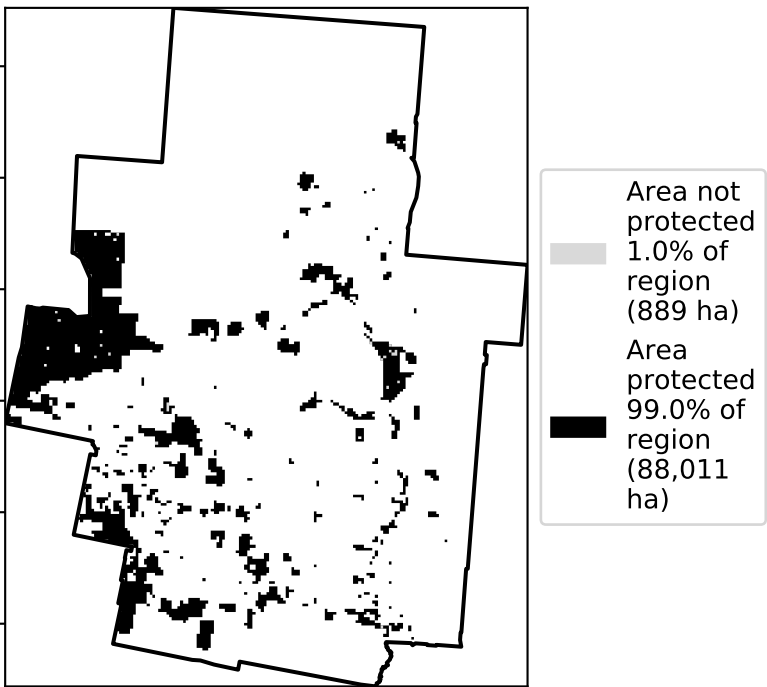 Area not
protected
1.0% of
region
(889 ha)
Area
protected
99.0% of
region
(88,011
ha)